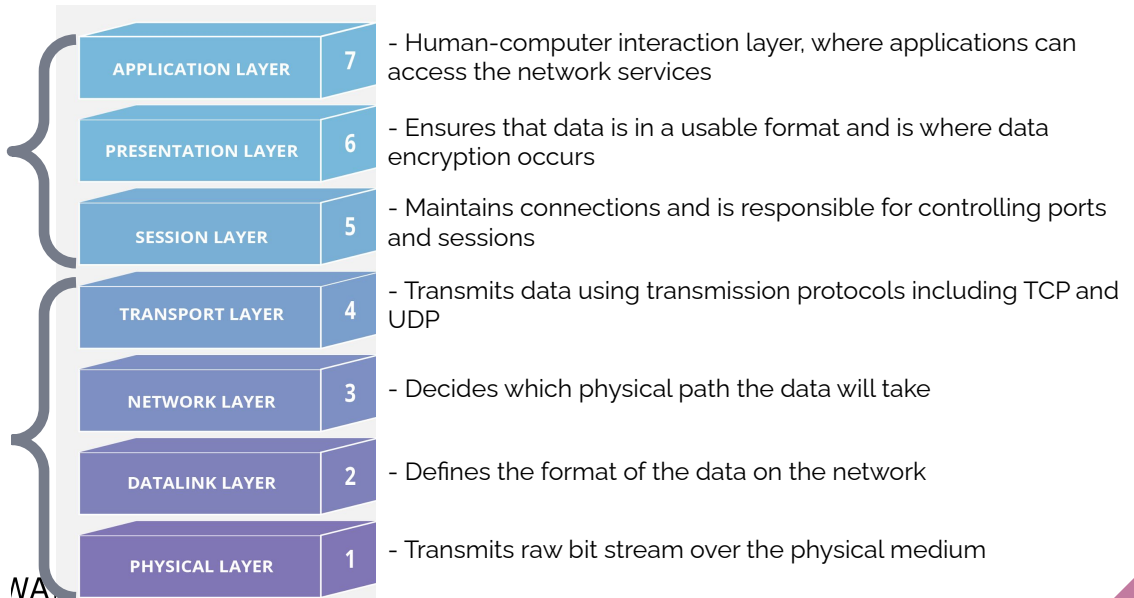 APPLICATION LAYER 7
- Human-computer interaction layer, where applications can
access the network services
PRESENTATION LAYER 6
- Ensures that data is in a usable format and is where data
encryption occurs
SESSION LAYER 5
- Maintains connections and is responsible for controlling ports
and sessions
TRANSPORT LAYER 4
- Transmits data using transmission protocols including TCP and
UDP
NETWORK LAYER 3
- Decides which physical path the data will take
DATALINK LAYER 2
- Defines the format of the data on the network
PHYSICAL LAYER 1
- Transmits raw bit stream over the physical medium